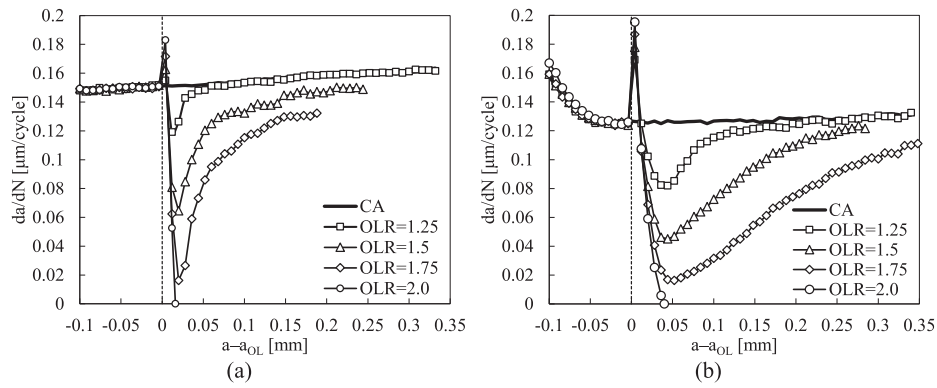 0.2
0.18
0.16
0.14
0.12
0.1
0.08
0.06
0.04
0.02
0
da/dN [μm/cycle]
CA
OLR=1.25
OLR=1.5
OLR=1.75
OLR=2.0
-0.1 -0.05 0 0.05 0.1 0.15 0.2 0.25 0.3 0.35
a–aOL [mm]
(a)
0.2
0.18
0.16
0.14
0.12
0.1
0.08
0.06
0.04
0.02
0
da/dN [μm/cycle]
CA
OLR=1.25
OLR=1.5
OLR=1.75
OLR=2.0
-0.1 -0.05 0 0.05 0.1 0.15 0.2 0.25 0.3 0.35
a–aOL [mm]
(b)